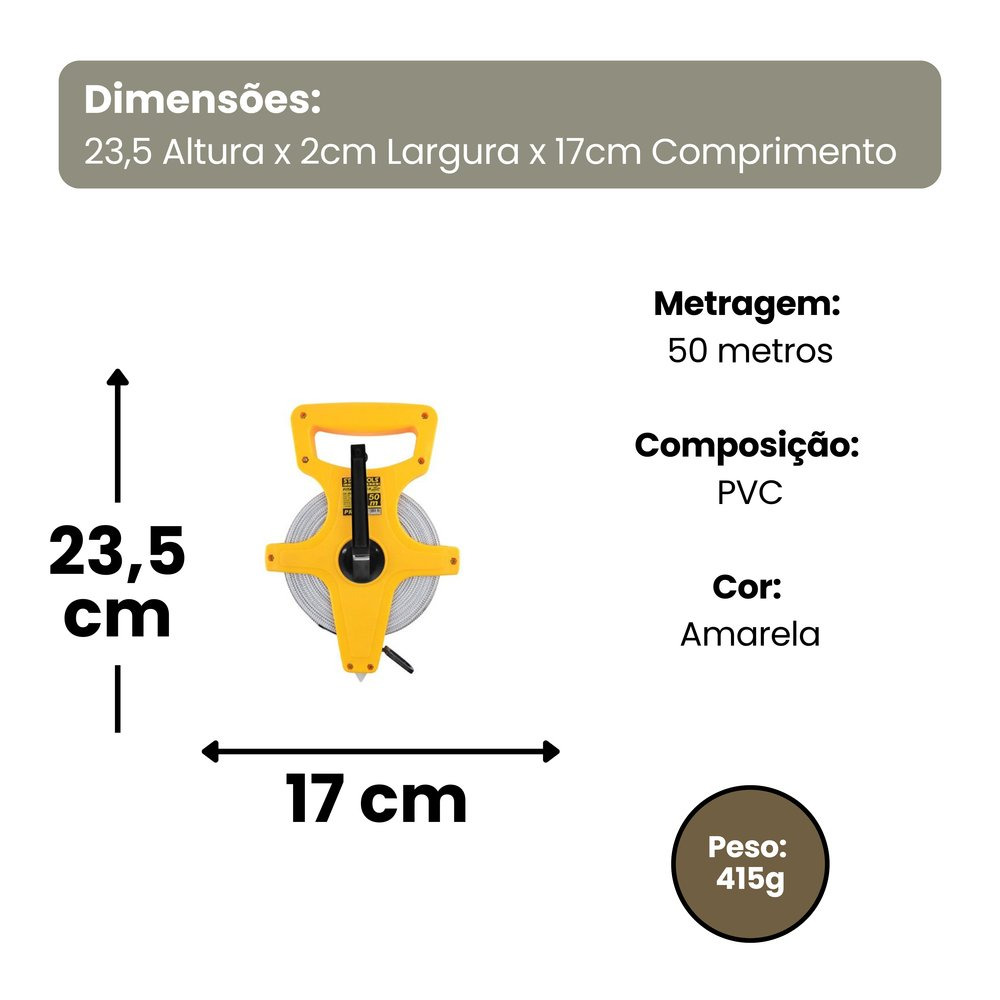 Dimensões:
23,5 Altura x 2cm Largura x 17cm Comprimento
Metragem:
50 metros
Composição:
PVC
Cor:
Amarela
23,5
cm
17 cm
50
m
Peso:
415g